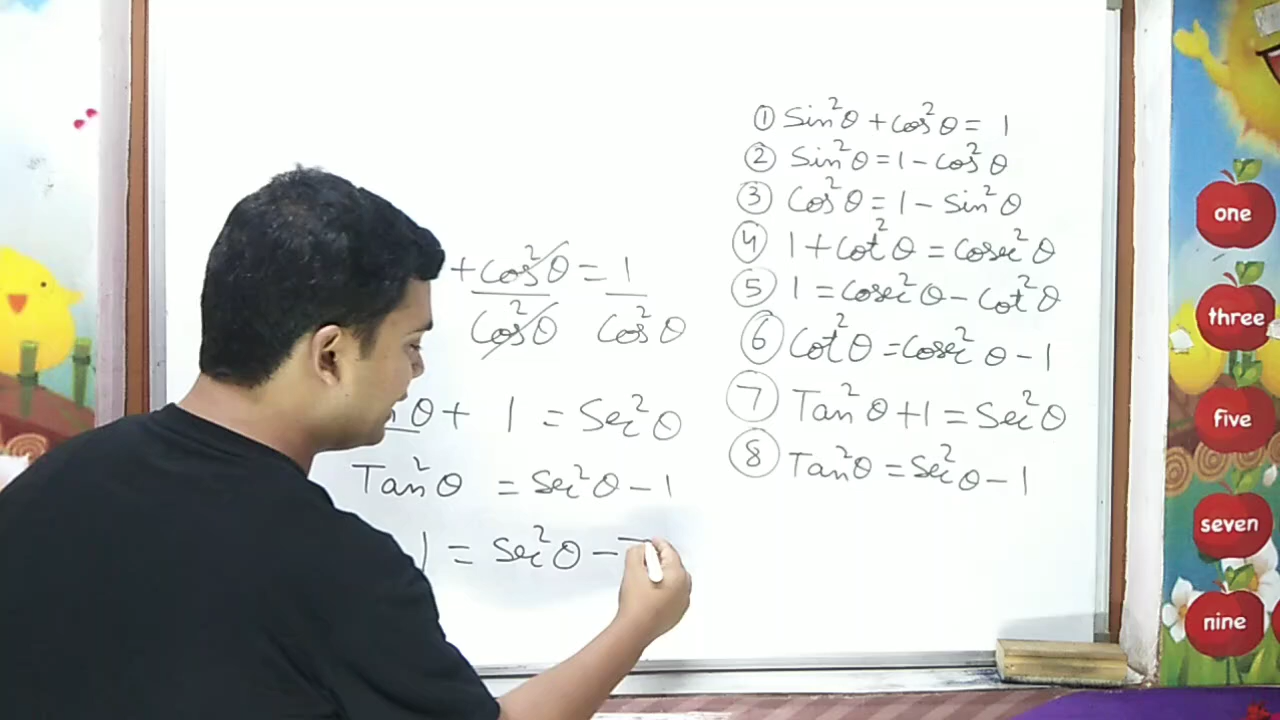 + cos²θ = 1
cos²θ cos²θ
θ + 1 = Sec²θ
Tan²θ = Sec²θ - 1
1 = Sec²θ -
① Sin²θ + cos²θ = 1
② Sin²θ = 1 - cos²θ
③ Cos²θ = 1 - Sin²θ
④ 1 + Cot²θ = Cosec²θ
⑤ 1 = Cosec²θ - Cot²θ
⑥ Cot²θ = Cosec²θ - 1
⑦ Tan²θ + 1 = Sec²θ
⑧ Tan²θ = Sec²θ - 1
one
three
five
seven
nine